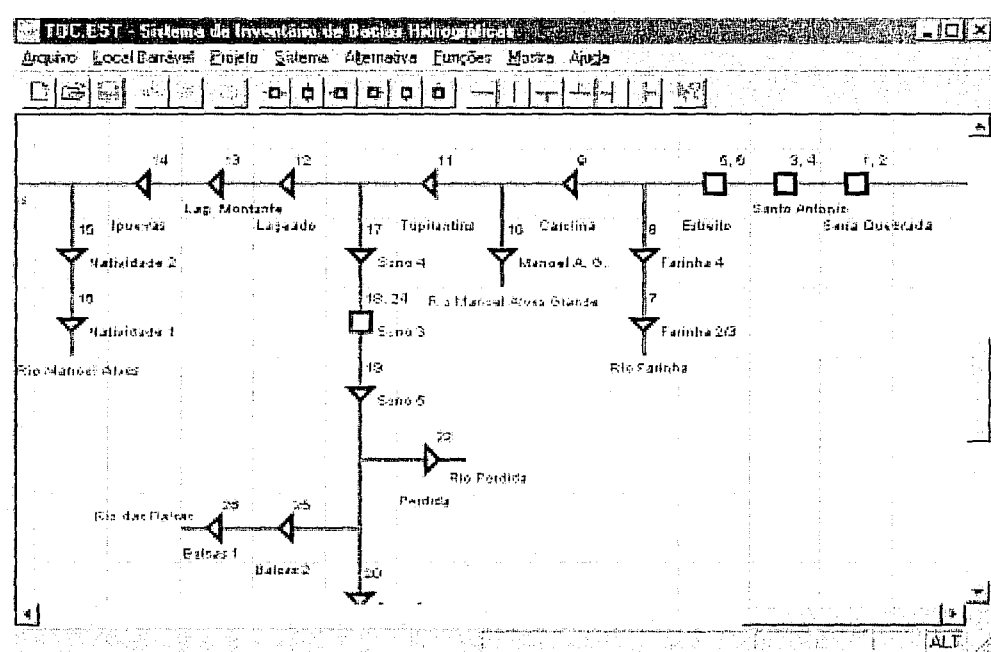 TOC.EST - Sistema de Inventário de Bacias Hidrográficas
Arquivo Local Barrável Projeto Sistema Alternativa Funções Mostra Ajuda
14 13 12 11 9 5, 6 3, 4 1, 2
Ipueiras Lag. Montante Lageado Tupiratins Carolina Estreito Santo Antonio Serra Quebrada
15 17 10 8
Natividade 2 Sono 4 Manoel A. G. Farinha 4
16 18, 24 Rio Manoel Alves Grande 7
Natividade 1 Sono 3 Farinha 2/3
Rio Manoel Alves 19 Rio Farinha
Sono 5
22
Rio Perdida
Perdida
Rio das Balsas 26 25
Balsas 1
Balsas 2 20
ALT